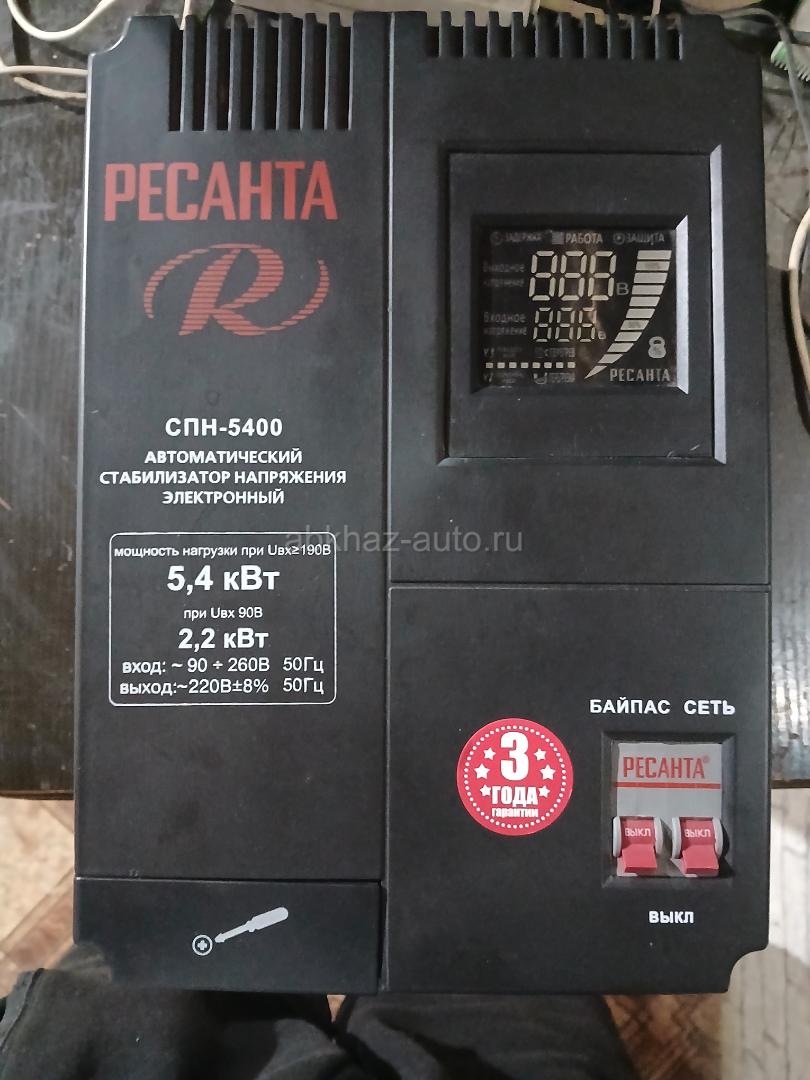 РЕСАНТА
R
СПН-5400
АВТОМАТИЧЕСКИЙ
СТАБИЛИЗАТОР НАПРЯЖЕНИЯ
ЭЛЕКТРОННЫЙ
мощность нагрузки при Uвх≥190В
5,4 кВт
при Uвх 90В
2,2 кВт
вход: ~ 90 ÷ 260В 50Гц
выход:~220В±8% 50Гц
ЗАДЕРЖКА РАБОТА ЗАЩИТА
Выходное
напряжение
888 В
Входное
напряжение
888 в
8
РЕСАНТА
abkhaz-auto.ru
БАЙПАС СЕТЬ
РЕСАНТА®
ВЫКЛ ВЫКЛ
ВЫКЛ
3
ГОДА
гарантии